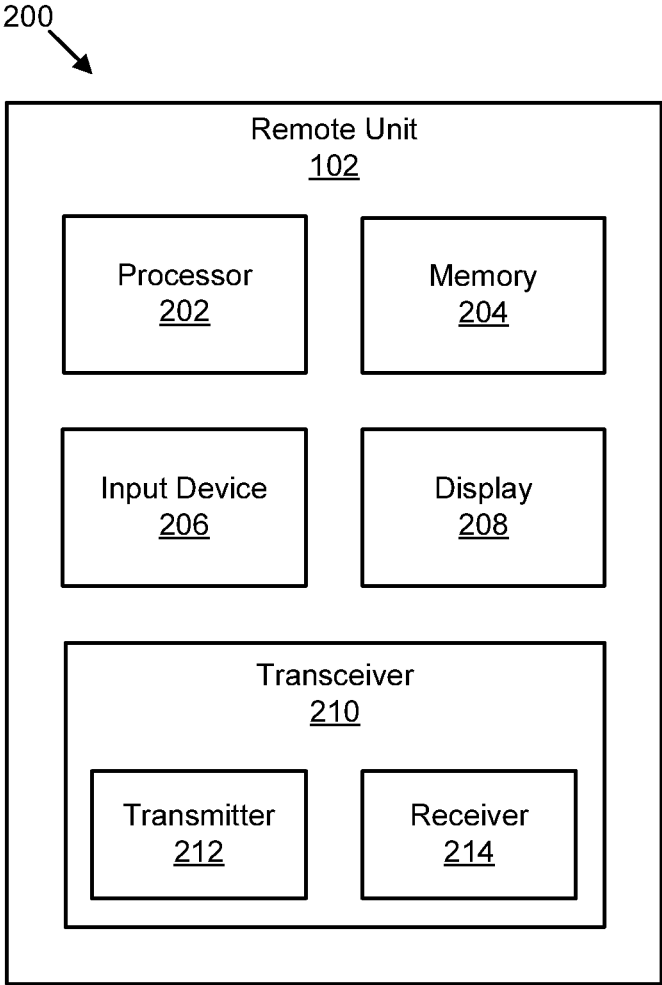 200
Remote Unit
102
Processor
202
Memory
204
Input Device
206
Display
208
Transceiver
210
Transmitter
212
Receiver
214